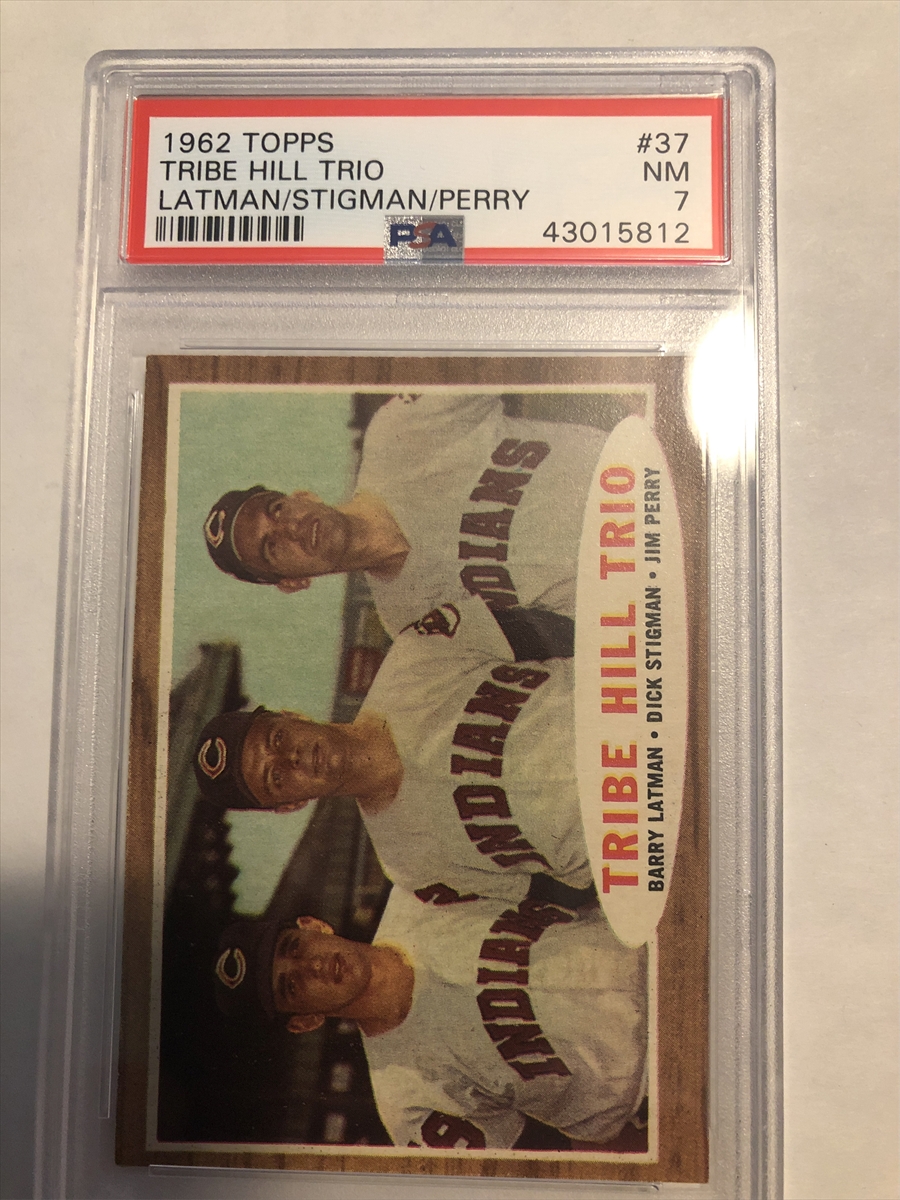 1962 TOPPS #37
TRIBE HILL TRIO NM
LATMAN/STIGMAN/PERRY 7
PSA 43015812
C
INDIANS
C
INDIANS
C
INDIANS
9
TRIBE HILL TRIO
BARRY LATMAN • DICK STIGMAN • JIM PERRY